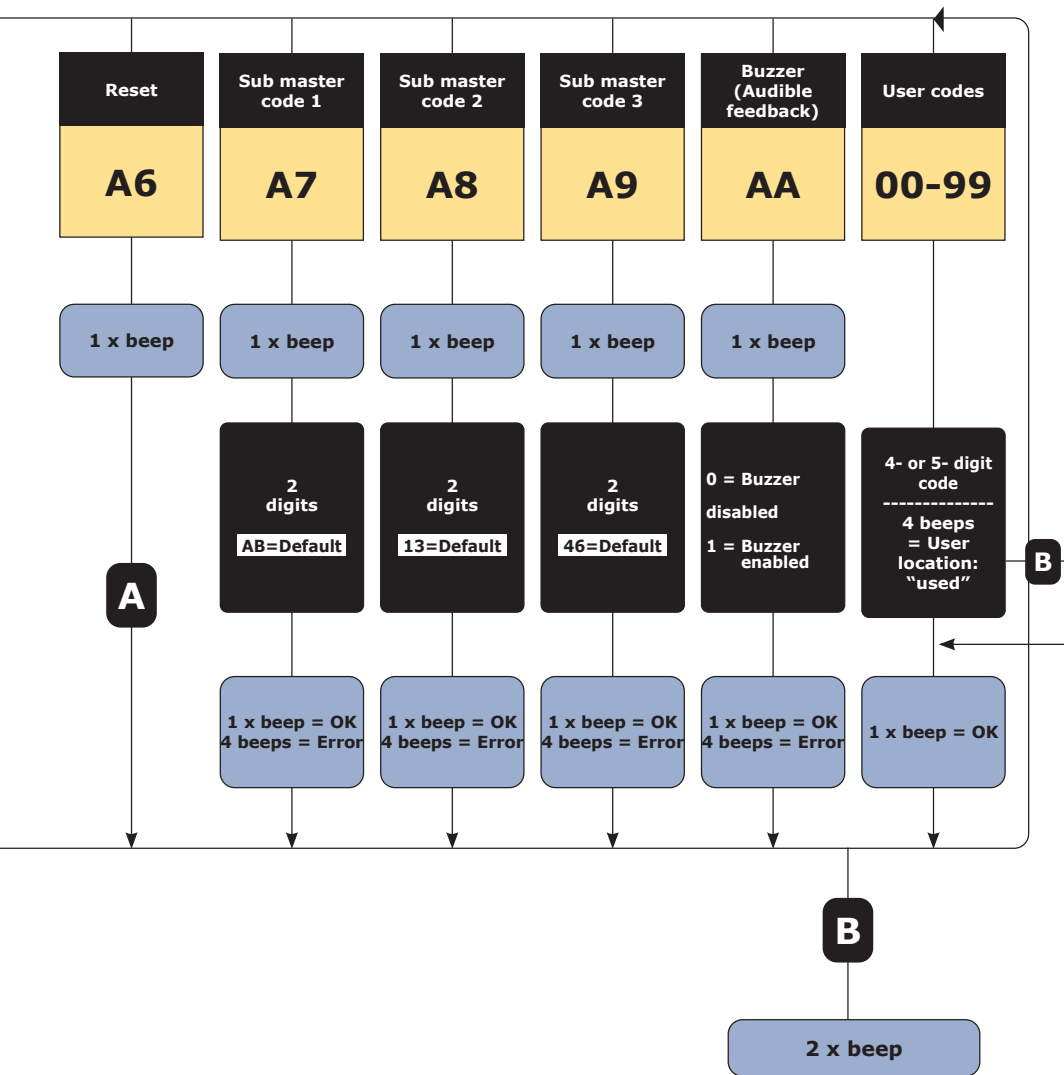 Reset
Sub master
code 1
Sub master
code 2
Sub master
code 3
Buzzer
(Audible
feedback)
User codes
A6
A7
A8
A9
AA
00-99
1 x beep
1 x beep
1 x beep
1 x beep
1 x beep
2
digits
AB=Default
2
digits
13=Default
2
digits
46=Default
0 = Buzzer
disabled
1 = Buzzer
enabled
4- or 5- digit
code
---------------
4 beeps
= User
location:
“used”
B
A
1 x beep = OK
4 beeps = Error
1 x beep = OK
4 beeps = Error
1 x beep = OK
4 beeps = Error
1 x beep = OK
4 beeps = Error
1 x beep = OK
B
2 x beep